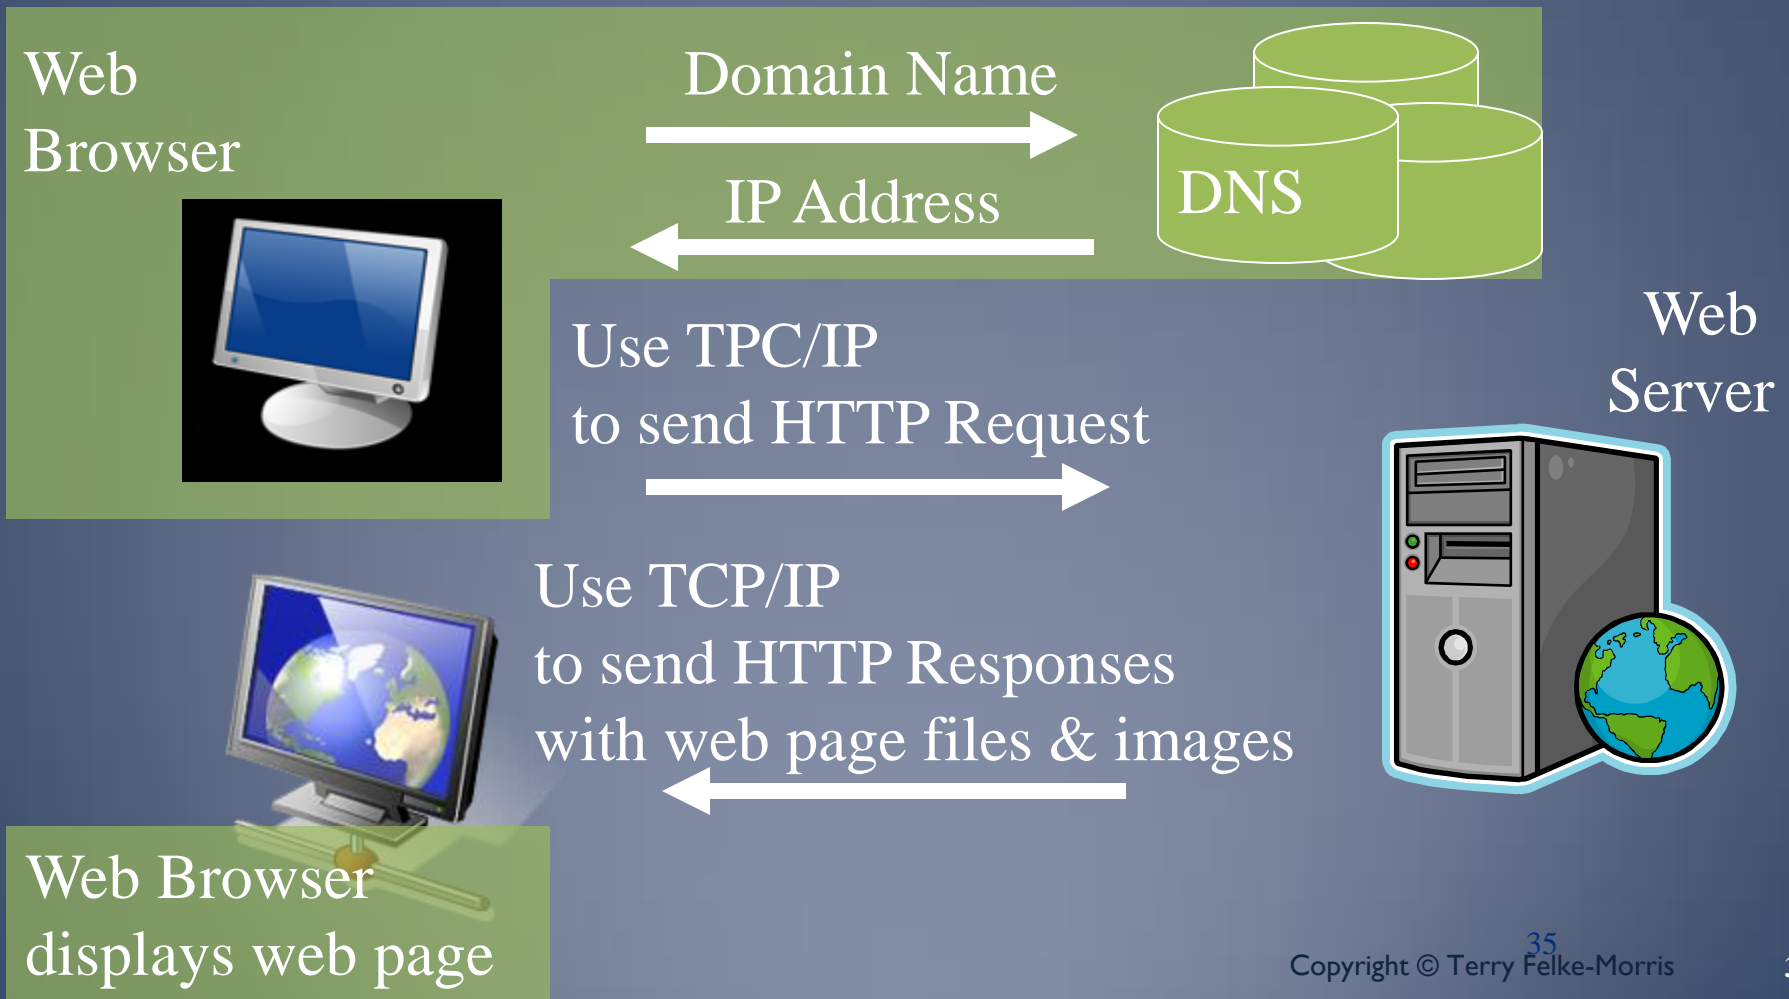 Web
Browser
Domain Name
IP Address
DNS
Use TPC/IP
to send HTTP Request
Web
Server
Use TCP/IP
to send HTTP Responses
with web page files & images
Web Browser
displays web page
35
Copyright © Terry Felke-Morris